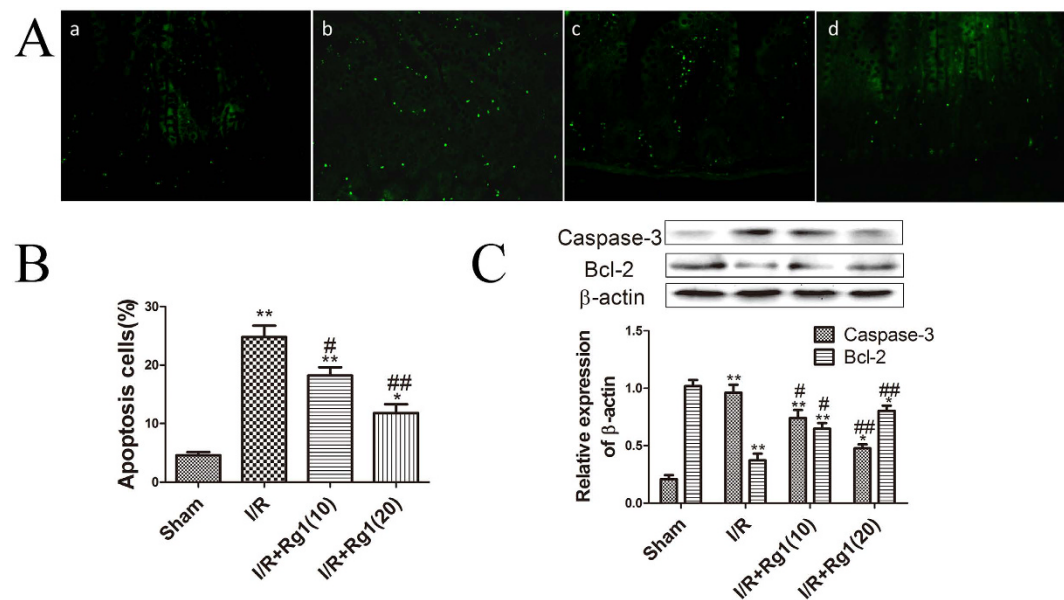 A
a
b
c
d
B
Apoptosis cells(%)
30
20
10
0
**
#
**
##
*
Sham
I/R
I/R+Rg1(10)
I/R+Rg1(20)
C
Caspase-3
Bcl-2
β-actin
Relative expression
of β-actin
1.5
1.0
0.5
0.0
Caspase-3
Bcl-2
**
**
#
**
#
**
##
*
##
*
Sham
I/R
I/R+Rg1(10)
I/R+Rg1(20)